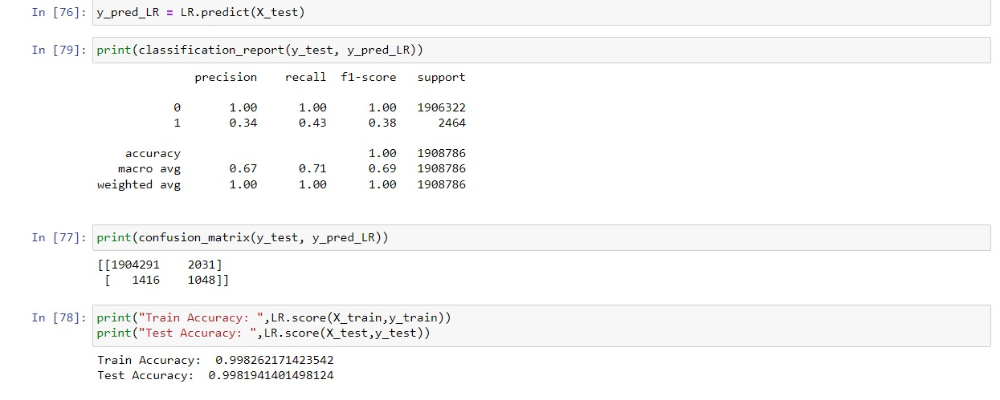 In [76]: y_pred_LR = LR.predict(X_test)
In [79]: print(classification_report(y_test, y_pred_LR))
precision recall f1-score support
0 1.00 1.00 1.00 1906322
1 0.34 0.43 0.38 2464
accuracy 1.00 1908786
macro avg 0.67 0.71 0.69 1908786
weighted avg 1.00 1.00 1.00 1908786
In [77]: print(confusion_matrix(y_test, y_pred_LR))
[[1904291 2031]
[ 1416 1048]]
In [78]: print("Train Accuracy: ",LR.score(X_train,y_train))
print("Test Accuracy: ",LR.score(X_test,y_test))
Train Accuracy: 0.998262171423542
Test Accuracy: 0.9981941401498124